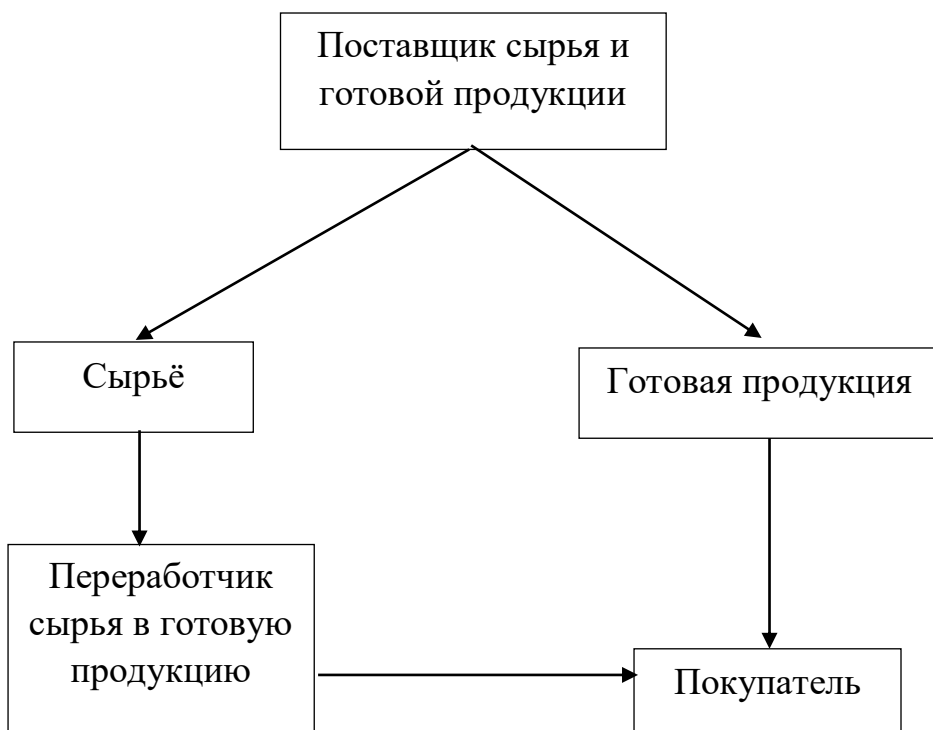 Поставщик сырья и
готовой продукции
Сырьё
Готовая продукция
Переработчик
сырья в готовую
продукцию
Покупатель